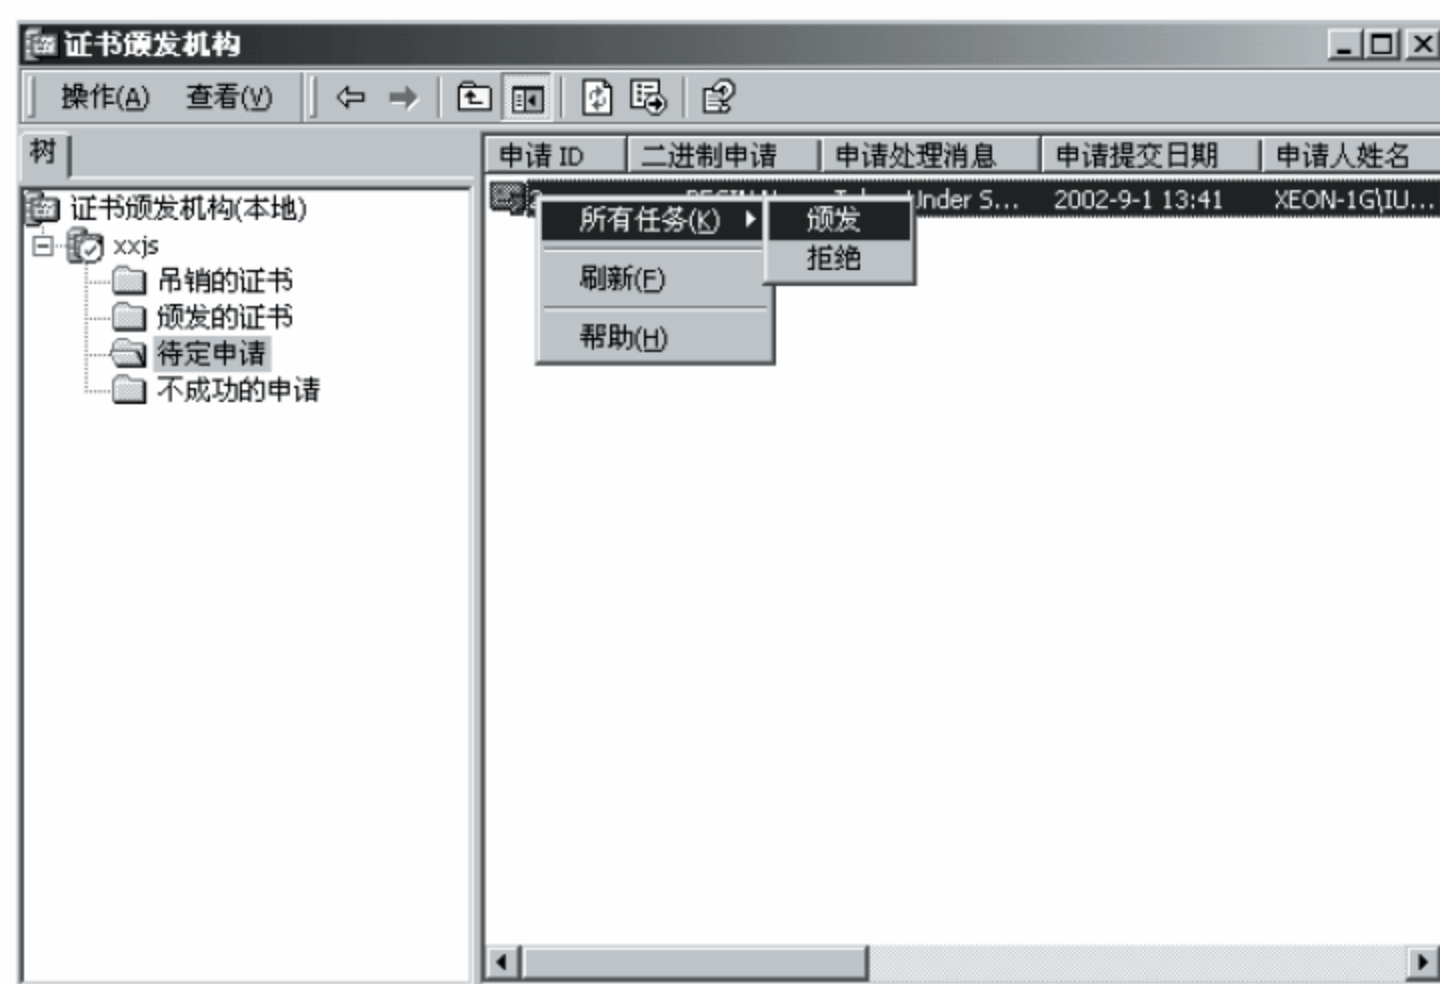 证书颁发机构
操作(A) 查看(V)
树
申请 ID 二进制申请 申请处理消息 申请提交日期 申请人姓名
证书颁发机构(本地)
2002-9-1 13:41 XEON-1G\IU...
所有任务(K) 颁发
xxjs
拒绝
吊销的证书
刷新(F)
颁发的证书
帮助(H)
待定申请
不成功的申请